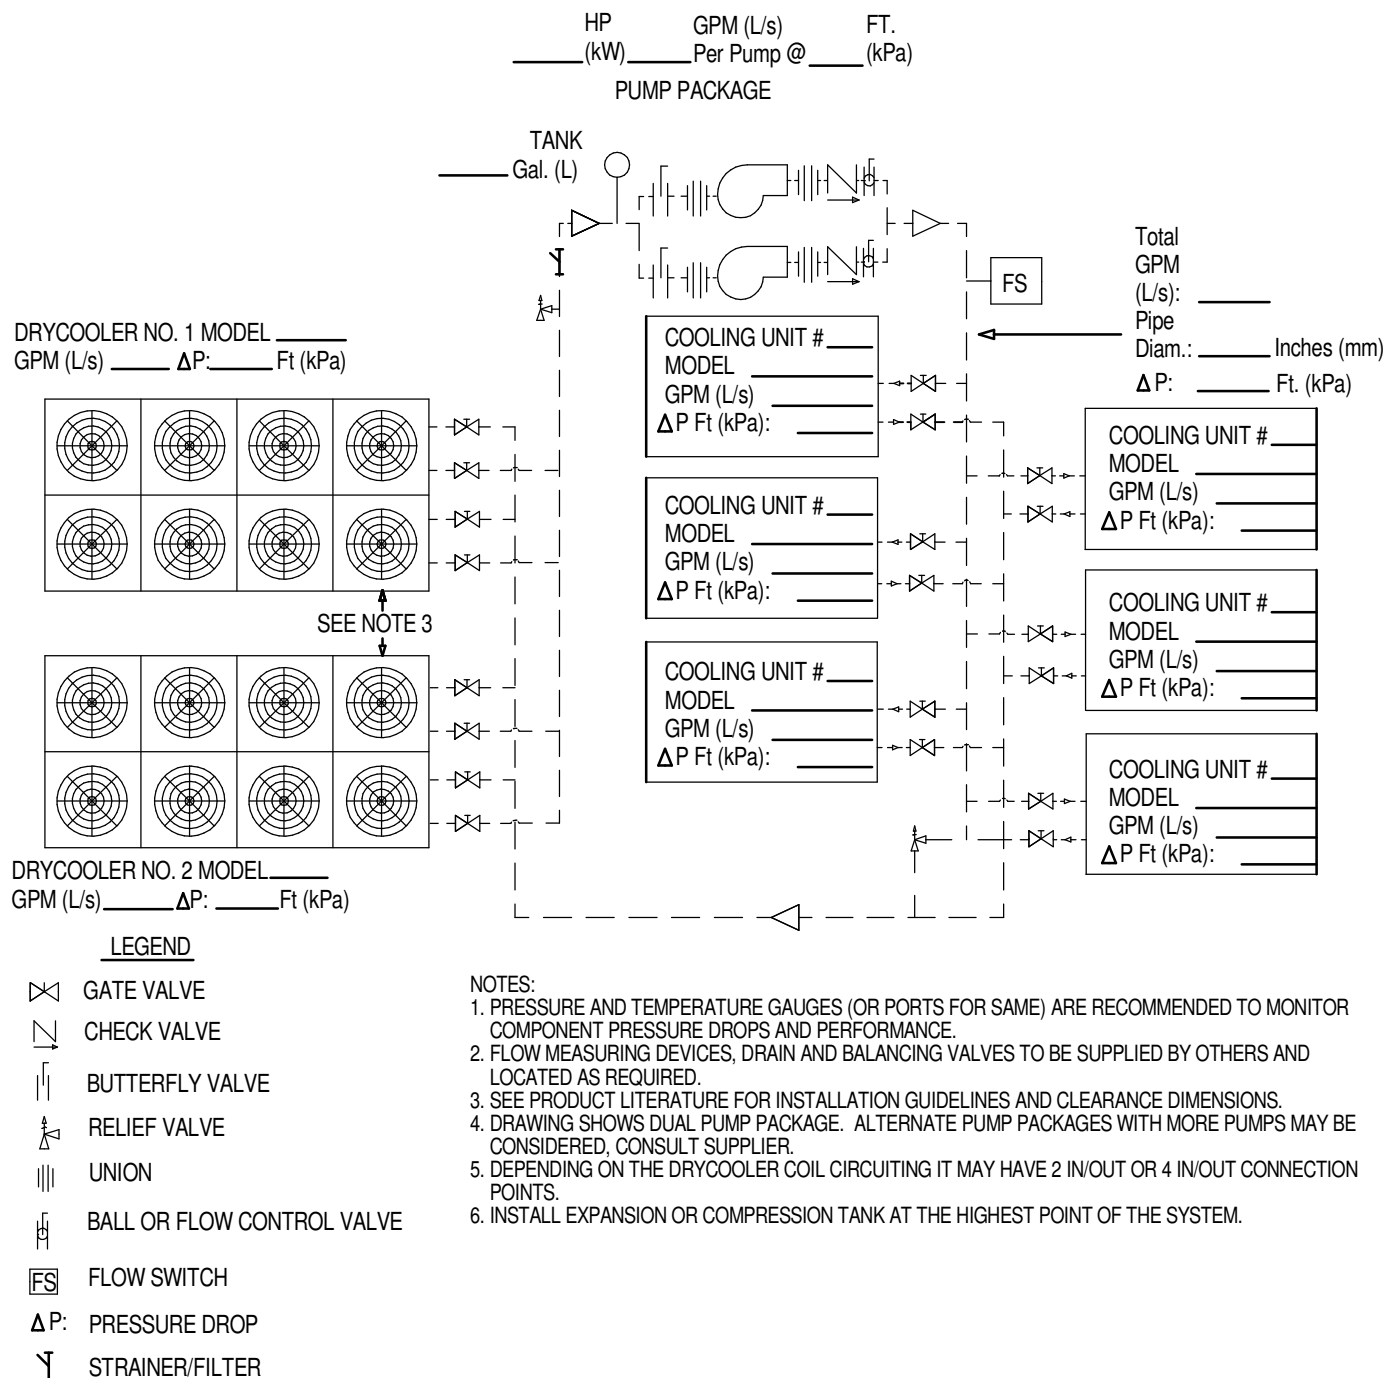 HP GPM (L/s) FT.
(kW) Per Pump @ (kPa)
PUMP PACKAGE
TANK
Gal. (L)
FS
Total
GPM
(L/s):
Pipe
Diam.: Inches (mm)
Δ P: Ft. (kPa)
DRYCOOLER NO. 1 MODEL
GPM (L/s) ΔP: Ft (kPa)
SEE NOTE 3
DRYCOOLER NO. 2 MODEL
GPM (L/s) ΔP: Ft (kPa)
COOLING UNIT #
MODEL
GPM (L/s)
Δ P Ft (kPa):
COOLING UNIT #
MODEL
GPM (L/s)
Δ P Ft (kPa):
COOLING UNIT #
MODEL
GPM (L/s)
Δ P Ft (kPa):
COOLING UNIT #
MODEL
GPM (L/s)
Δ P Ft (kPa):
COOLING UNIT #
MODEL
GPM (L/s)
Δ P Ft (kPa):
COOLING UNIT #
MODEL
GPM (L/s)
Δ P Ft (kPa):
LEGEND
GATE VALVE
CHECK VALVE
BUTTERFLY VALVE
RELIEF VALVE
UNION
BALL OR FLOW CONTROL VALVE
FS FLOW SWITCH
Δ P: PRESSURE DROP
STRAINER/FILTER
NOTES:
1. PRESSURE AND TEMPERATURE GAUGES (OR PORTS FOR SAME) ARE RECOMMENDED TO MONITOR
COMPONENT PRESSURE DROPS AND PERFORMANCE.
2. FLOW MEASURING DEVICES, DRAIN AND BALANCING VALVES TO BE SUPPLIED BY OTHERS AND
LOCATED AS REQUIRED.
3. SEE PRODUCT LITERATURE FOR INSTALLATION GUIDELINES AND CLEARANCE DIMENSIONS.
4. DRAWING SHOWS DUAL PUMP PACKAGE. ALTERNATE PUMP PACKAGES WITH MORE PUMPS MAY BE
CONSIDERED, CONSULT SUPPLIER.
5. DEPENDING ON THE DRYCOOLER COIL CIRCUITING IT MAY HAVE 2 IN/OUT OR 4 IN/OUT CONNECTION
POINTS.
6. INSTALL EXPANSION OR COMPRESSION TANK AT THE HIGHEST POINT OF THE SYSTEM.